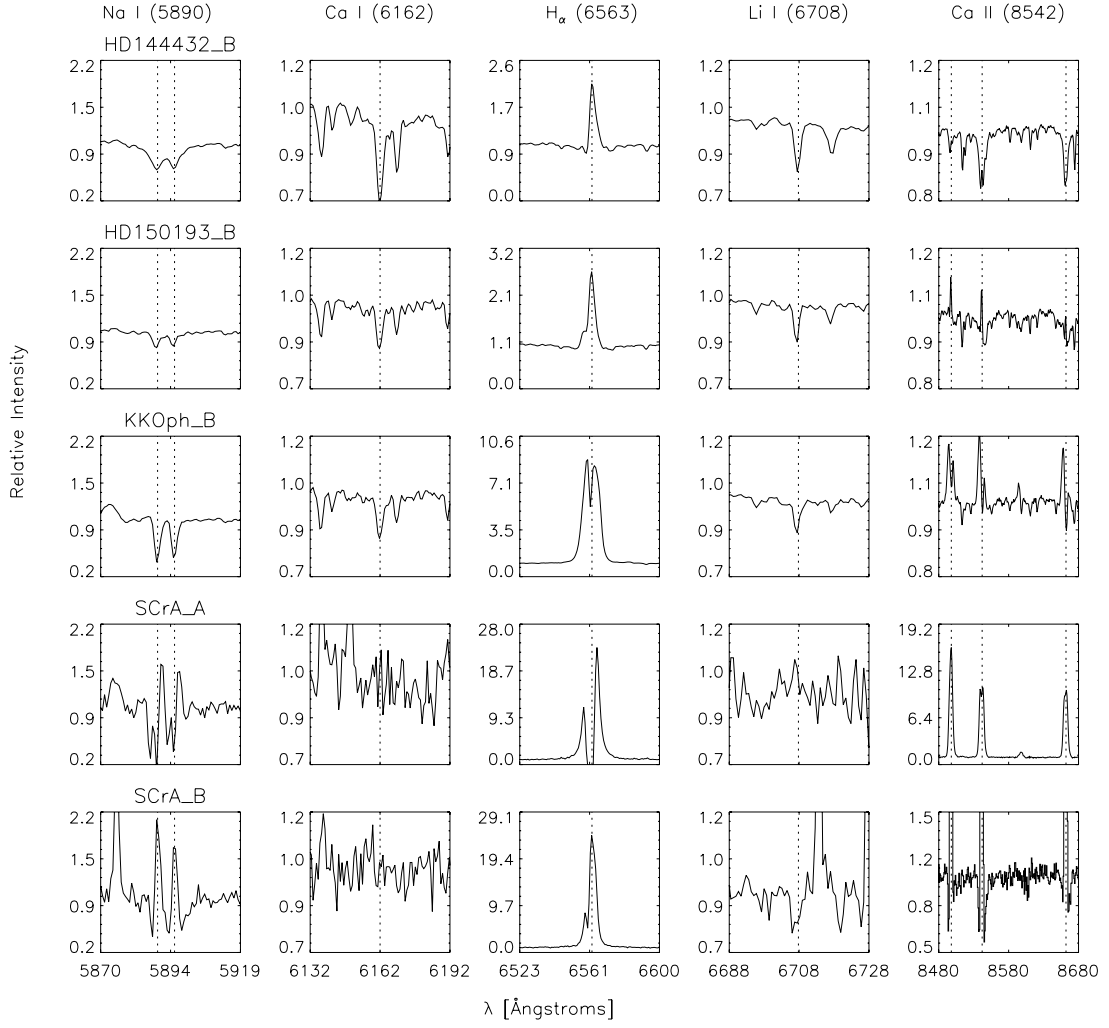 Na I (5890) Ca I (6162) Hα (6563) Li I (6708) Ca II (8542)
HD144432_B
2.2 1.2 2.6 1.2 1.2
1.5 1.0 1.7 1.0 1.1
0.9 0.9 0.9 0.9 0.9
0.2 0.7 0.0 0.7 0.8
HD150193_B
2.2 1.2 3.2 1.2 1.2
1.5 1.0 2.1 1.0 1.1
0.9 0.9 1.1 0.9 0.9
0.2 0.7 0.0 0.7 0.8
Relative Intensity
KKOph_B
2.2 1.2 10.6 1.2 1.2
1.5 1.0 7.1 1.0 1.0
0.9 0.9 3.5 0.9 0.9
0.2 0.7 0.0 0.7 0.8
SCrA_A
2.2 1.2 28.0 1.2 19.2
1.5 1.0 18.7 1.0 12.8
0.9 0.9 9.3 0.9 6.4
0.2 0.7 0.0 0.7 0.0
SCrA_B
2.2 1.2 29.1 1.2 1.5
1.5 1.0 19.4 1.0 1.2
0.9 0.9 9.7 0.9 0.8
0.2 0.7 0.0 0.7 0.5
5870 5894 5919 6132 6162 6192 6523 6561 6600 6688 6708 6728 8480 8580 8680
λ [Ångstroms]